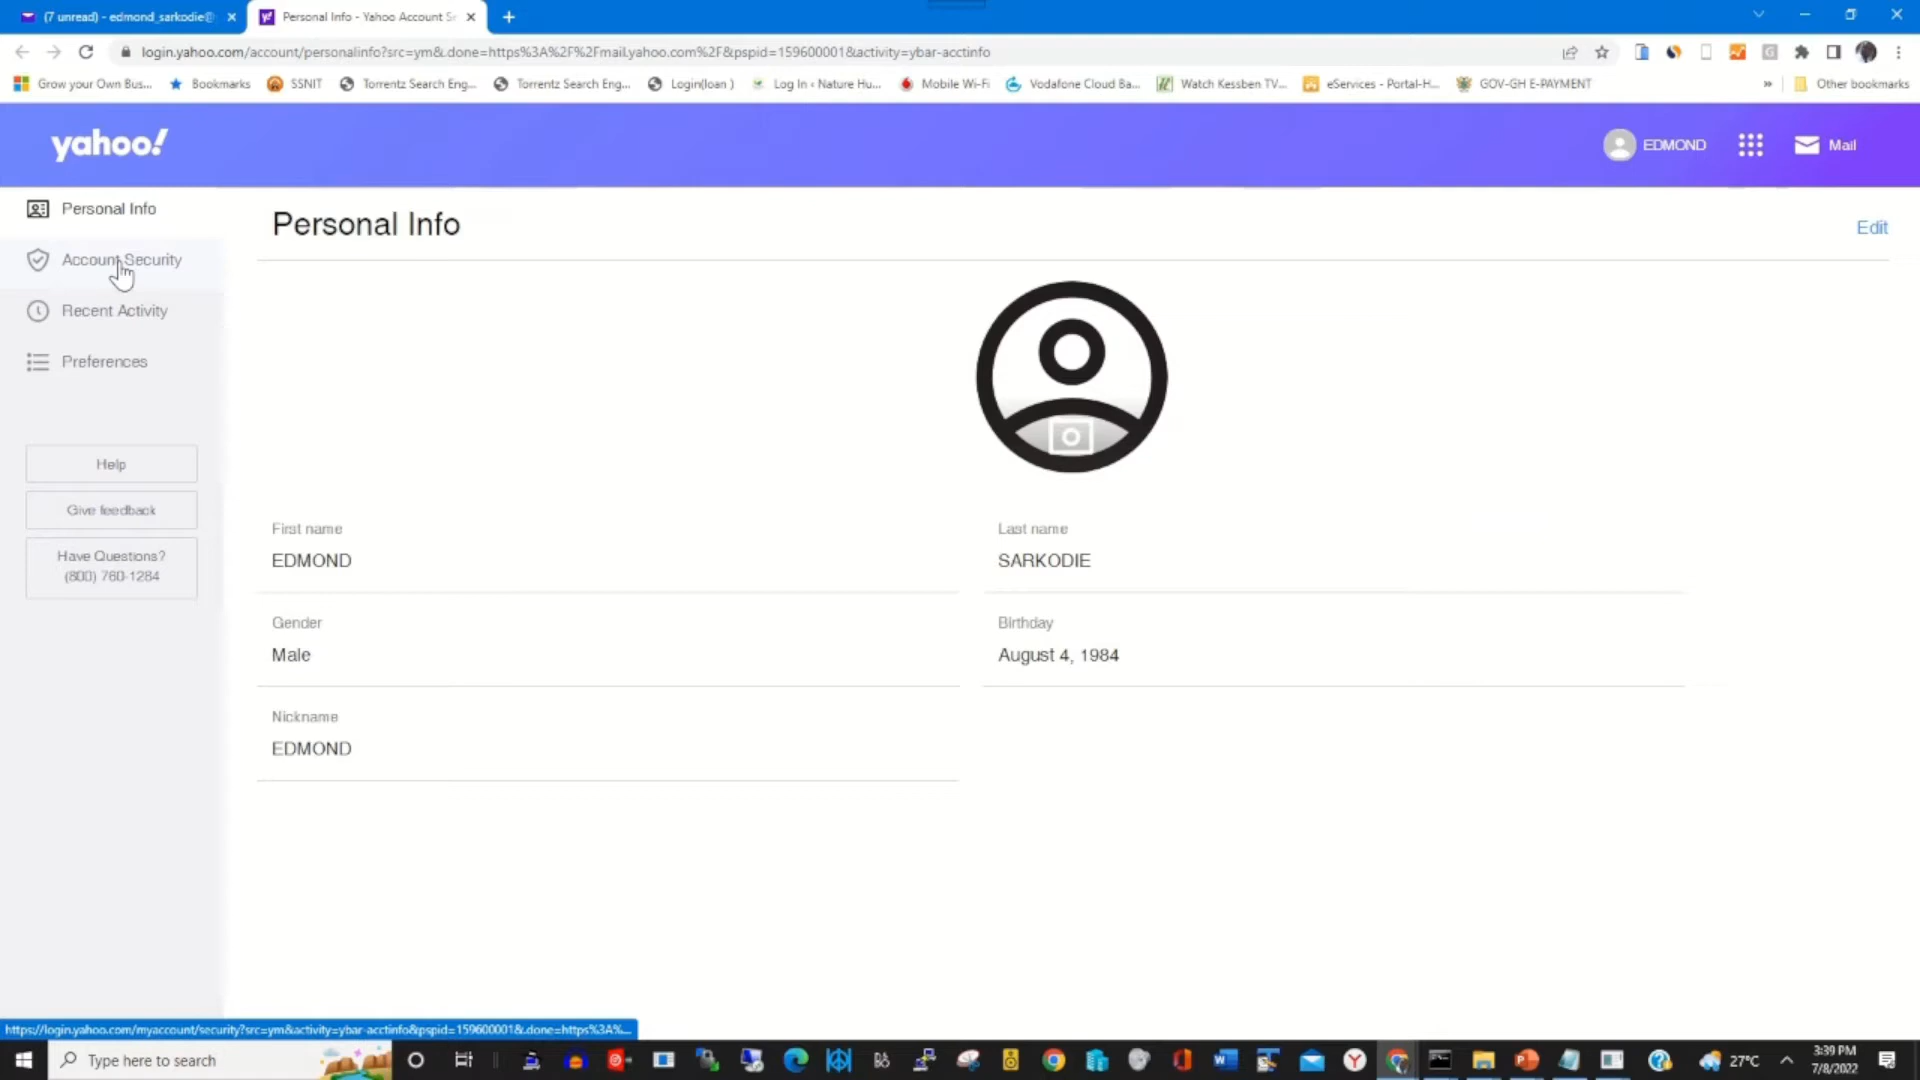 (7 unread) - edmond_sarkodie@
Personal Info - Yahoo Account Se
login.yahoo.com/account/personalinfo?src=ym&.done=https%3A%2F%2Fmail.yahoo.com%2F&pspid=159600001&activity=ybar-acctinfo
Grow your Own Bus...
Bookmarks
SSNIT
Torrentz Search Eng...
Torrentz Search Eng...
Login(loan )
Log In ‹ Nature Hu...
Mobile Wi-Fi
Vodafone Cloud Ba...
Watch Kessben TV...
eServices - Portal-H...
GOV-GH E-PAYMENT
»
Other bookmarks
yahoo!
EDMOND
Mail
Personal Info
Account Security
Recent Activity
Preferences
Help
Give feedback
Have Questions?
(800) 760-1284
Personal Info
Edit
First name
EDMOND
Last name
SARKODIE
Gender
Male
Birthday
August 4, 1984
Nickname
EDMOND
https://login.yahoo.com/myaccount/security?src=ym&activity=ybar-acctinfo&pspid=159600001&.done=https%3A%...
Type here to search
27°C
3:39 PM
7/8/2022